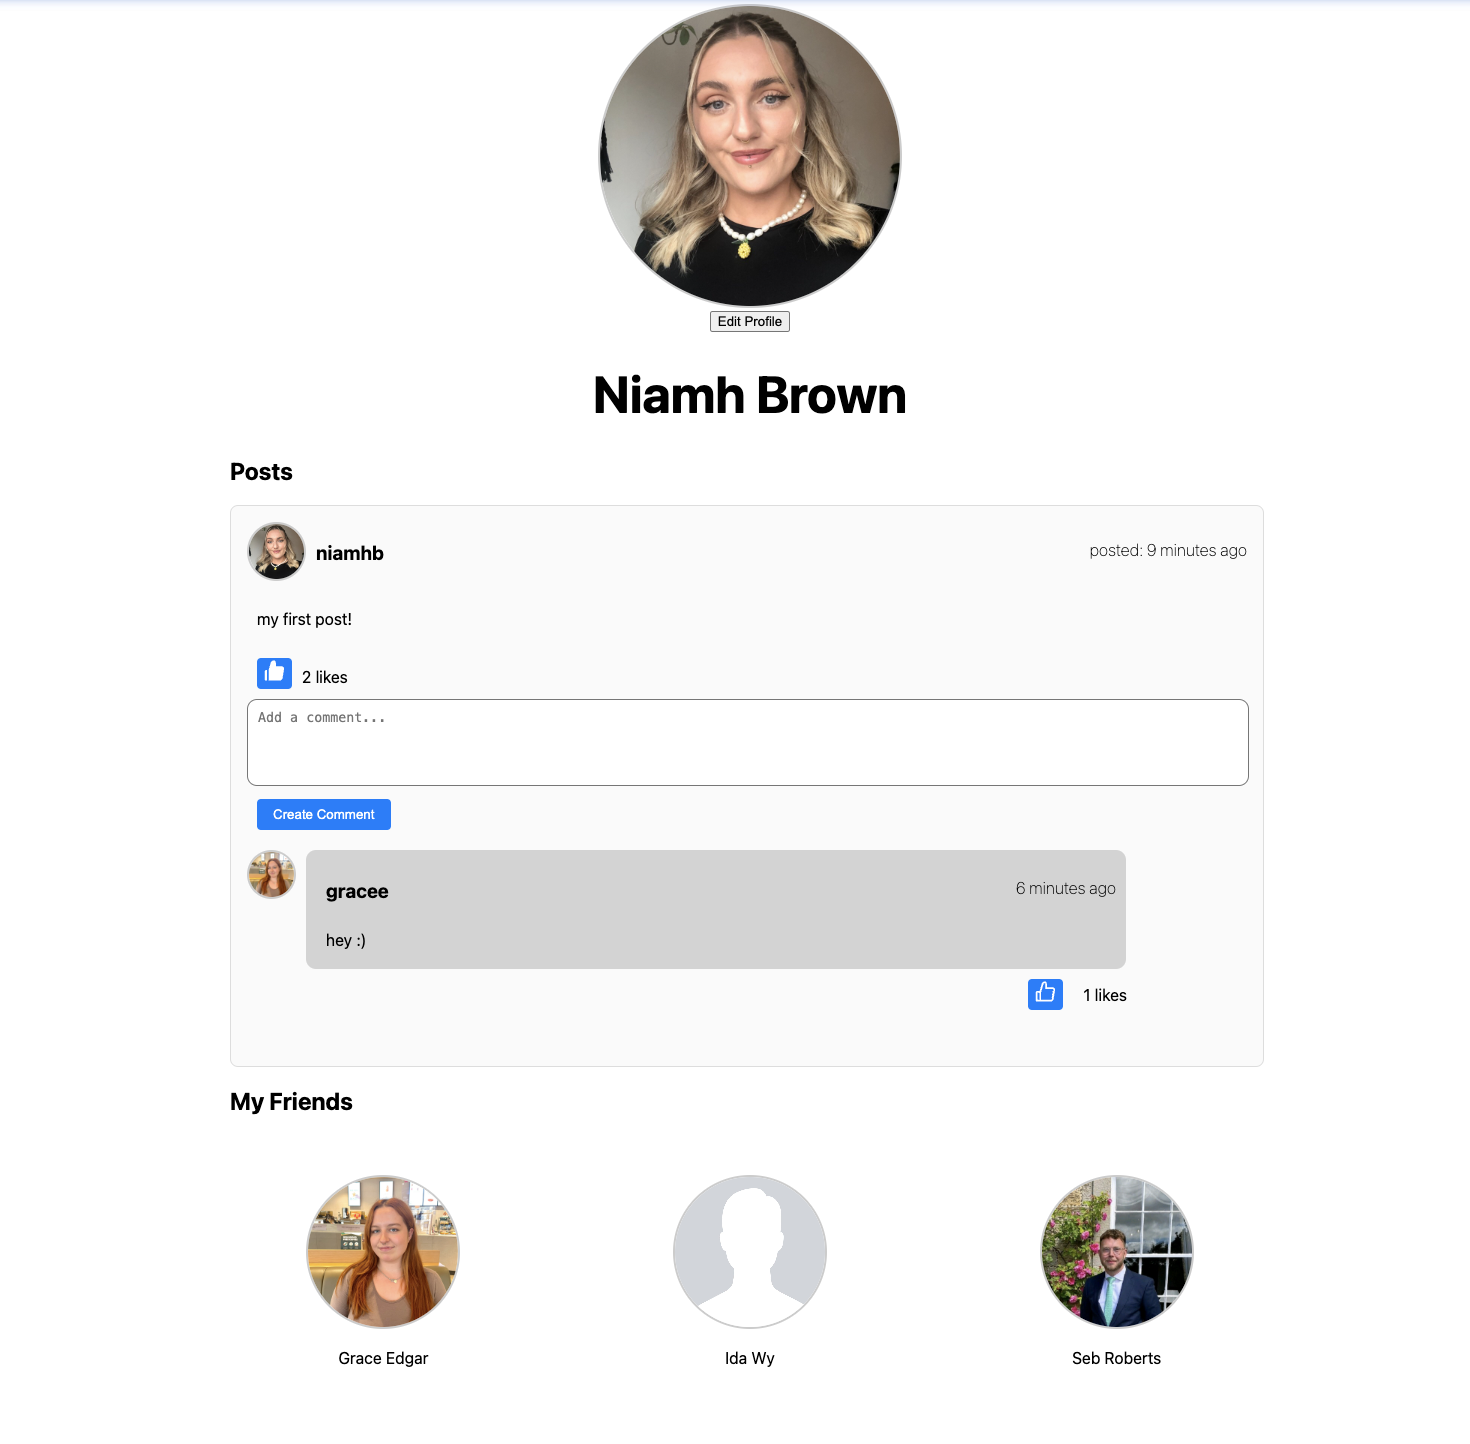 Edit Profile
Niamh Brown
Posts
niamhb
posted: 9 minutes ago
my first post!
2 likes
Add a comment...
Create Comment
gracee
6 minutes ago
hey :)
1 likes
My Friends
Grace Edgar
Ida Wy
Seb Roberts